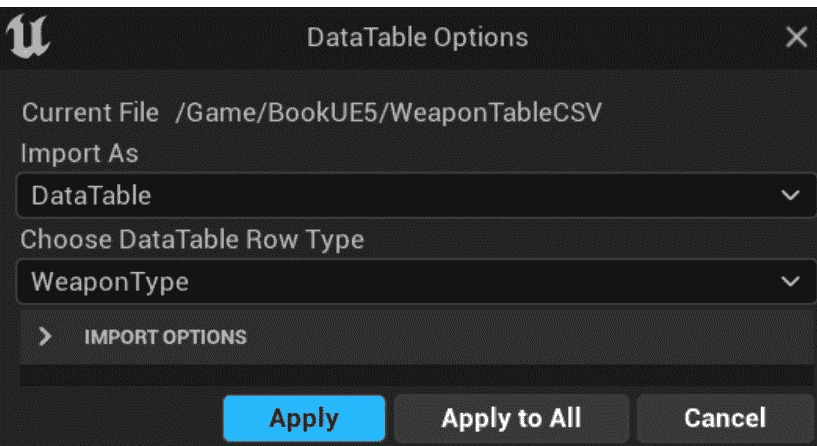 DataTable Options
Current File /Game/BookUE5/WeaponTableCSV
Import As
DataTable
Choose DataTable Row Type
WeaponType
IMPORT OPTIONS
Apply Apply to All Cancel